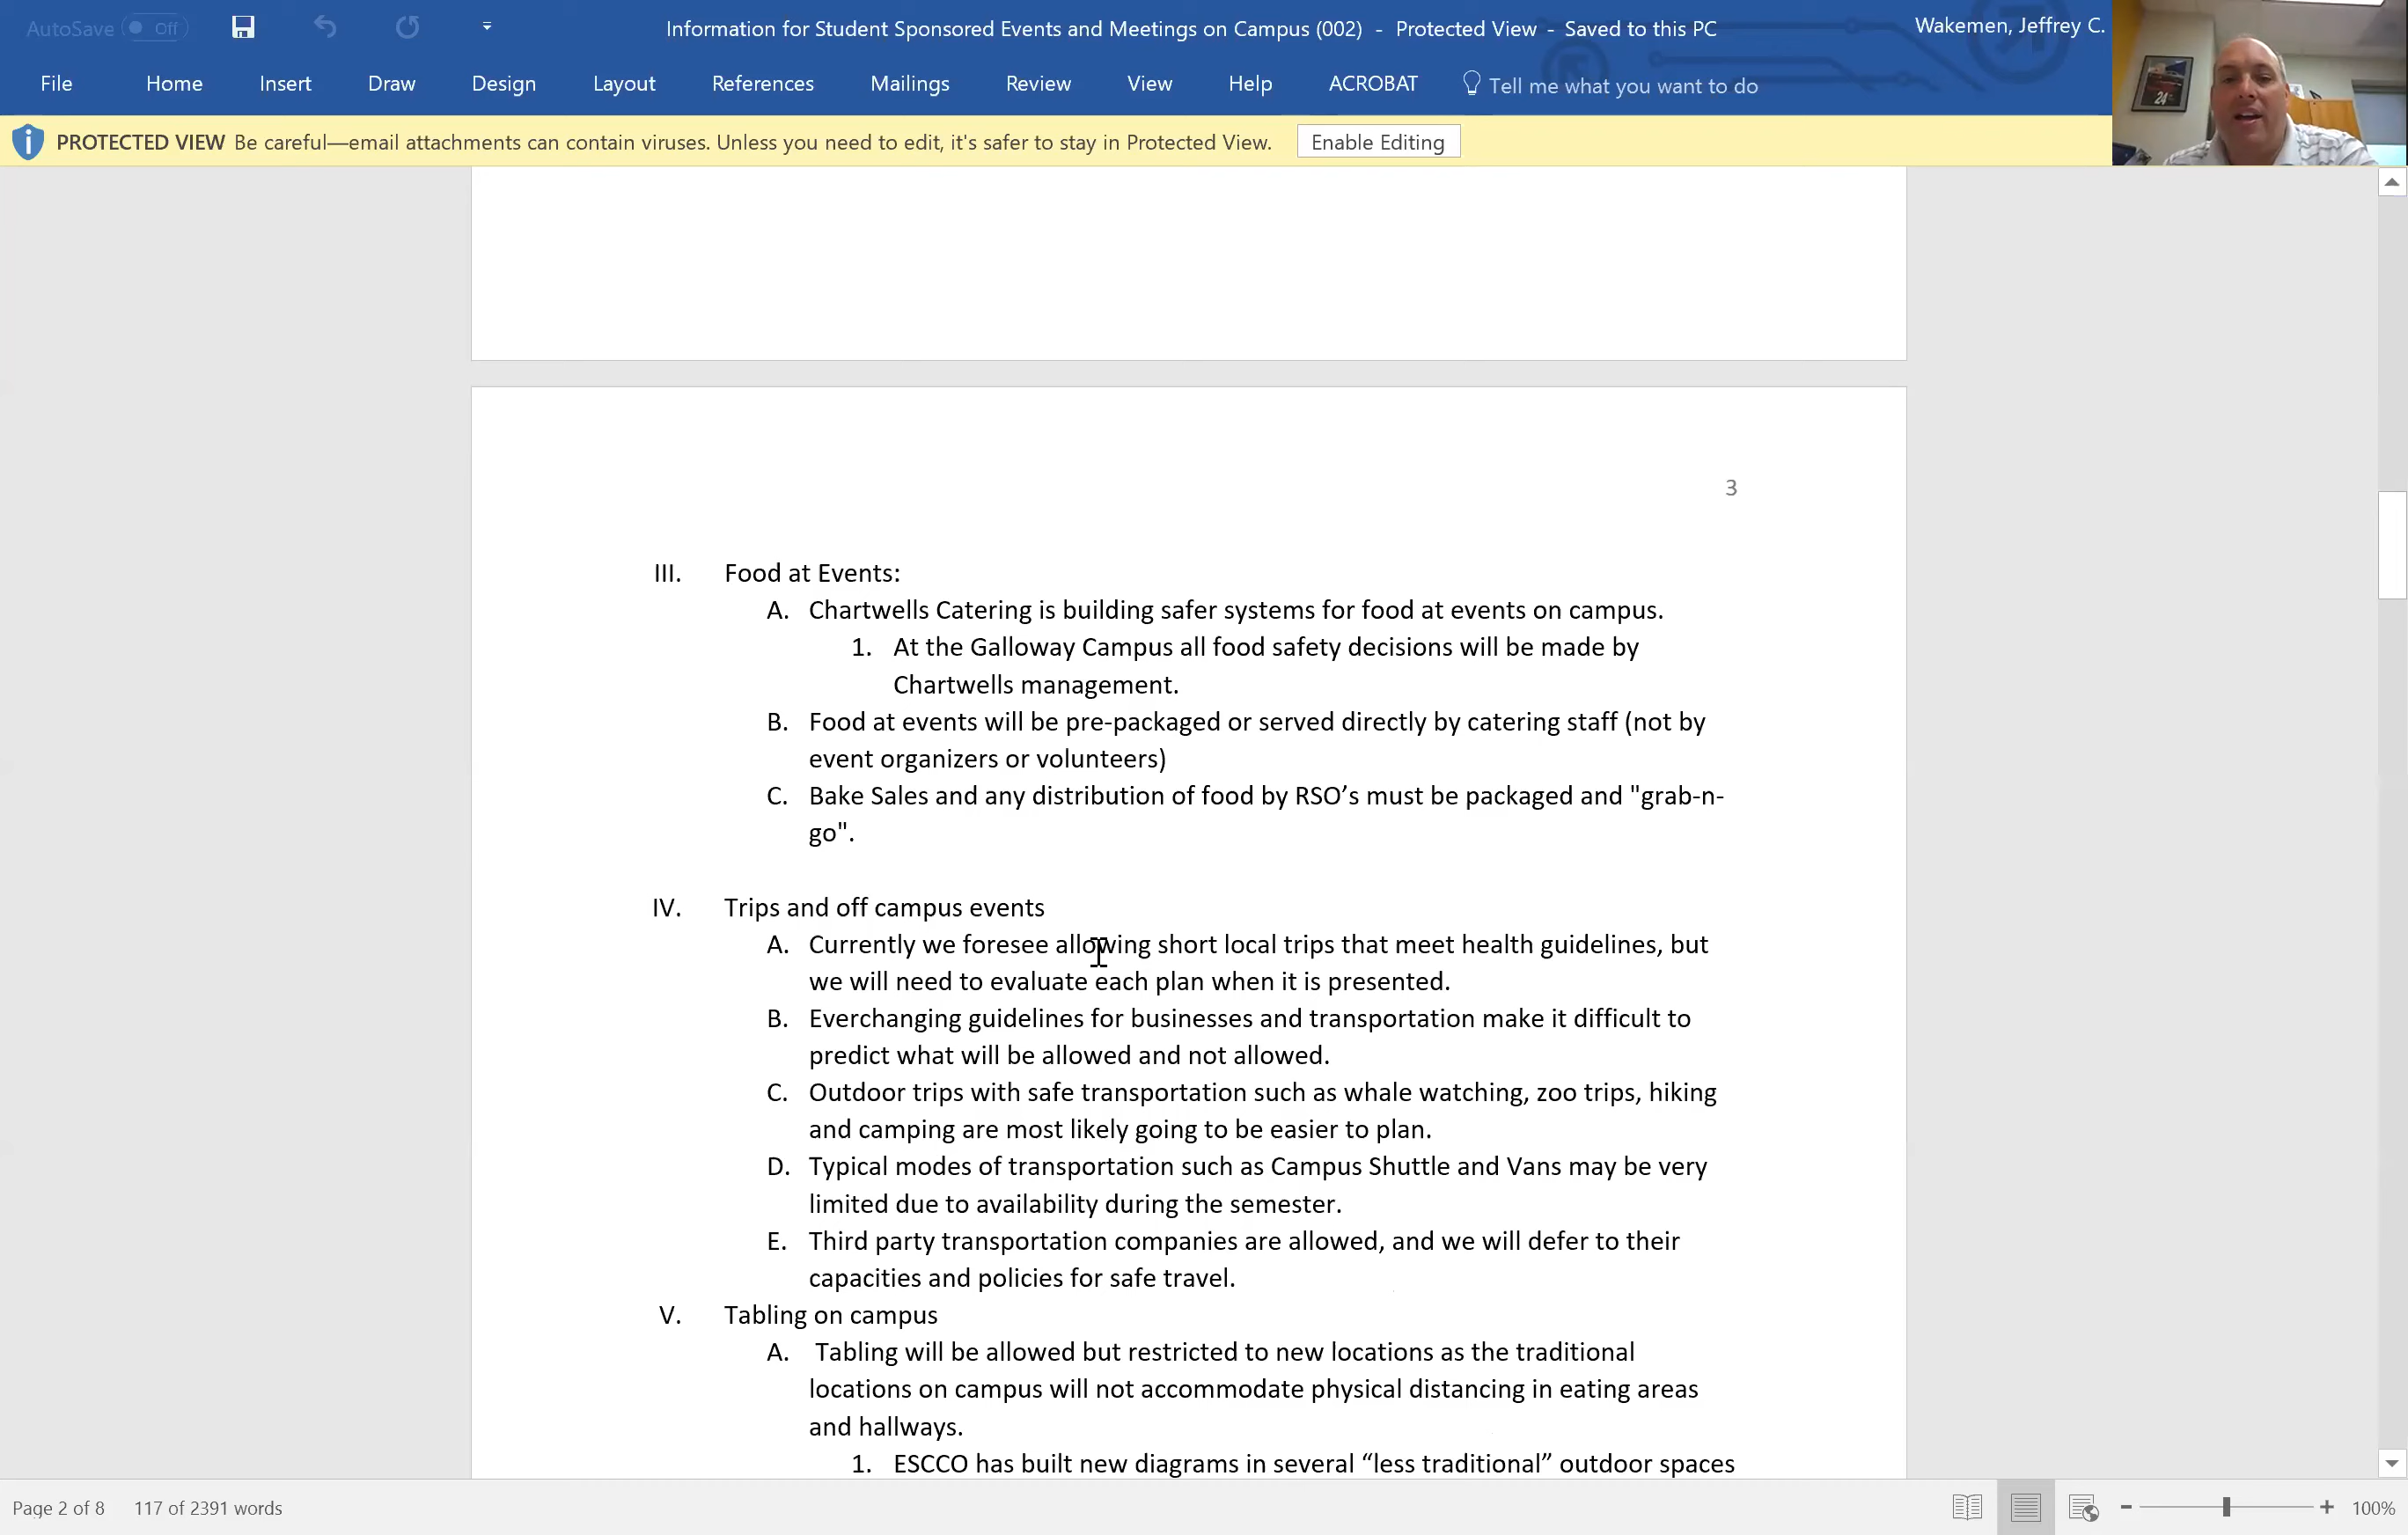 AutoSave Off
Information for Student Sponsored Events and Meetings on Campus (002) - Protected View - Saved to this PC
Wakemen, Jeffrey C.
File Home Insert Draw Design Layout References Mailings Review View Help ACROBAT Tell me what you want to do
PROTECTED VIEW Be careful—email attachments can contain viruses. Unless you need to edit, it's safer to stay in Protected View. Enable Editing
24
3
III. Food at Events:
A. Chartwells Catering is building safer systems for food at events on campus.
1. At the Galloway Campus all food safety decisions will be made by
Chartwells management.
B. Food at events will be pre-packaged or served directly by catering staff (not by
event organizers or volunteers)
C. Bake Sales and any distribution of food by RSO’s must be packaged and "grab-n-
go".
IV. Trips and off campus events
A. Currently we foresee allowing short local trips that meet health guidelines, but
we will need to evaluate each plan when it is presented.
B. Everchanging guidelines for businesses and transportation make it difficult to
predict what will be allowed and not allowed.
C. Outdoor trips with safe transportation such as whale watching, zoo trips, hiking
and camping are most likely going to be easier to plan.
D. Typical modes of transportation such as Campus Shuttle and Vans may be very
limited due to availability during the semester.
E. Third party transportation companies are allowed, and we will defer to their
capacities and policies for safe travel.
V. Tabling on campus
A. Tabling will be allowed but restricted to new locations as the traditional
locations on campus will not accommodate physical distancing in eating areas
and hallways.
1. ESCCO has built new diagrams in several “less traditional” outdoor spaces
Page 2 of 8 117 of 2391 words 100%